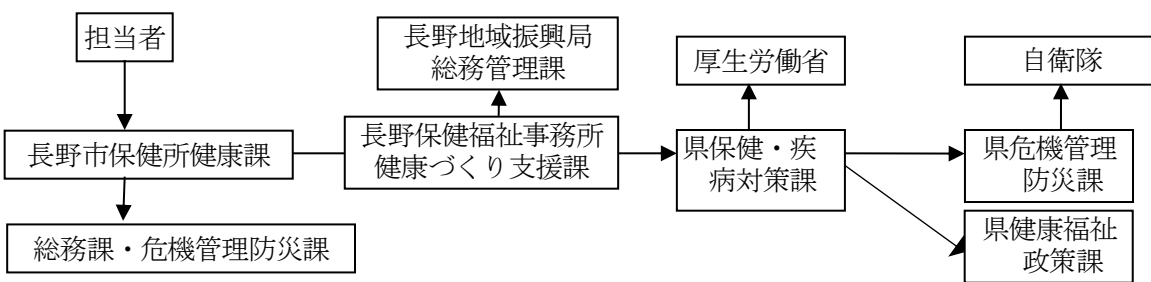 担当者
長野地域振興局
総務管理課
厚生労働省
自衛隊
長野市保健所健康課
長野保健福祉事務所
健康づくり支援課
県保健・疾
病対策課
県危機管理
防災課
総務課・危機管理防災課
県健康福祉
政策課